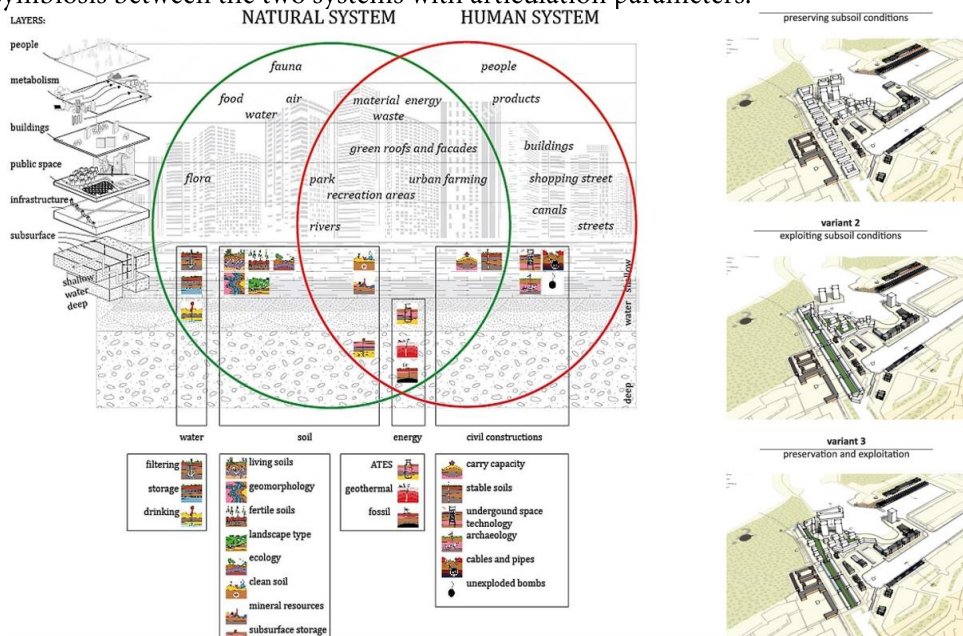 symbiosis between the two systems with articulation parameters.
NATURAL SYSTEM
HUMAN SYSTEM
LAYERS:
people
metabolism
buildings
public space
infrastructure
subsurface
shallow
water
deep
fauna
people
food
air
water
material energy
waste
products
green roofs and facades
buildings
flora
park
urban farming
shopping street
recreation areas
canals
rivers
streets
shallow
water
deep
water
soil
energy
civil constructions
filtering
storage
drinking
living soils
geomorphology
fertile soils
landscape type
ecology
clean soil
mineral resources
subsurface storage
ATES
geothermal
fossil
carry capacity
stable soils
undergound space
technology
archaeology
cables and pipes
unexploded bombs
preserving subsoil conditions
variant 2
exploiting subsoil conditions
variant 3
preservation and exploitation